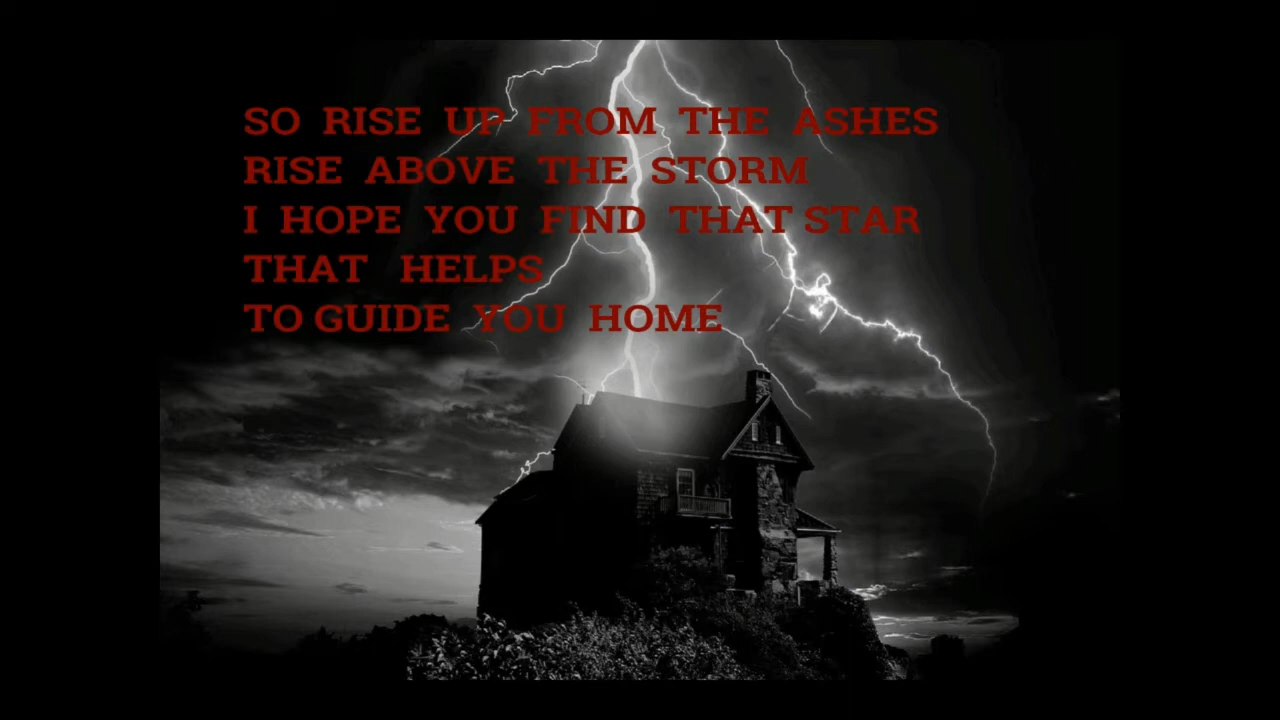 SO RISE UP FROM THE ASHES
RISE ABOVE THE STORM
I HOPE YOU FIND THAT STAR
THAT HELPS
TO GUIDE YOU HOME